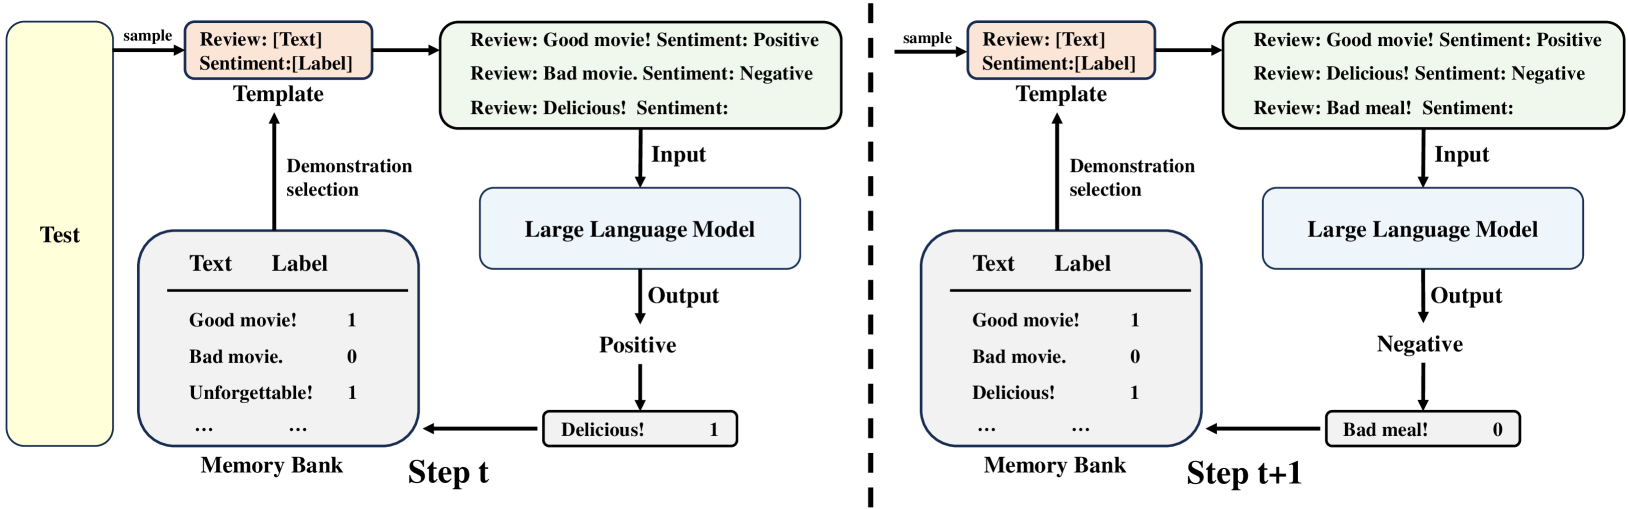 Test
sample
Review: [Text]
Sentiment:[Label]
Template
Review: Good movie! Sentiment: Positive
Review: Bad movie. Sentiment: Negative
Review: Delicious! Sentiment:
Input
Demonstration
selection
Large Language Model
Text Label
Good movie! 1
Bad movie. 0
Unforgettable! 1
... ...
Memory Bank
Output
Positive
Delicious! 1
Step t
sample
Review: [Text]
Sentiment:[Label]
Template
Review: Good movie! Sentiment: Positive
Review: Delicious! Sentiment: Negative
Review: Bad meal! Sentiment:
Input
Demonstration
selection
Large Language Model
Text Label
Good movie! 1
Bad movie. 0
Delicious! 1
... ...
Memory Bank
Output
Negative
Bad meal! 0
Step t+1